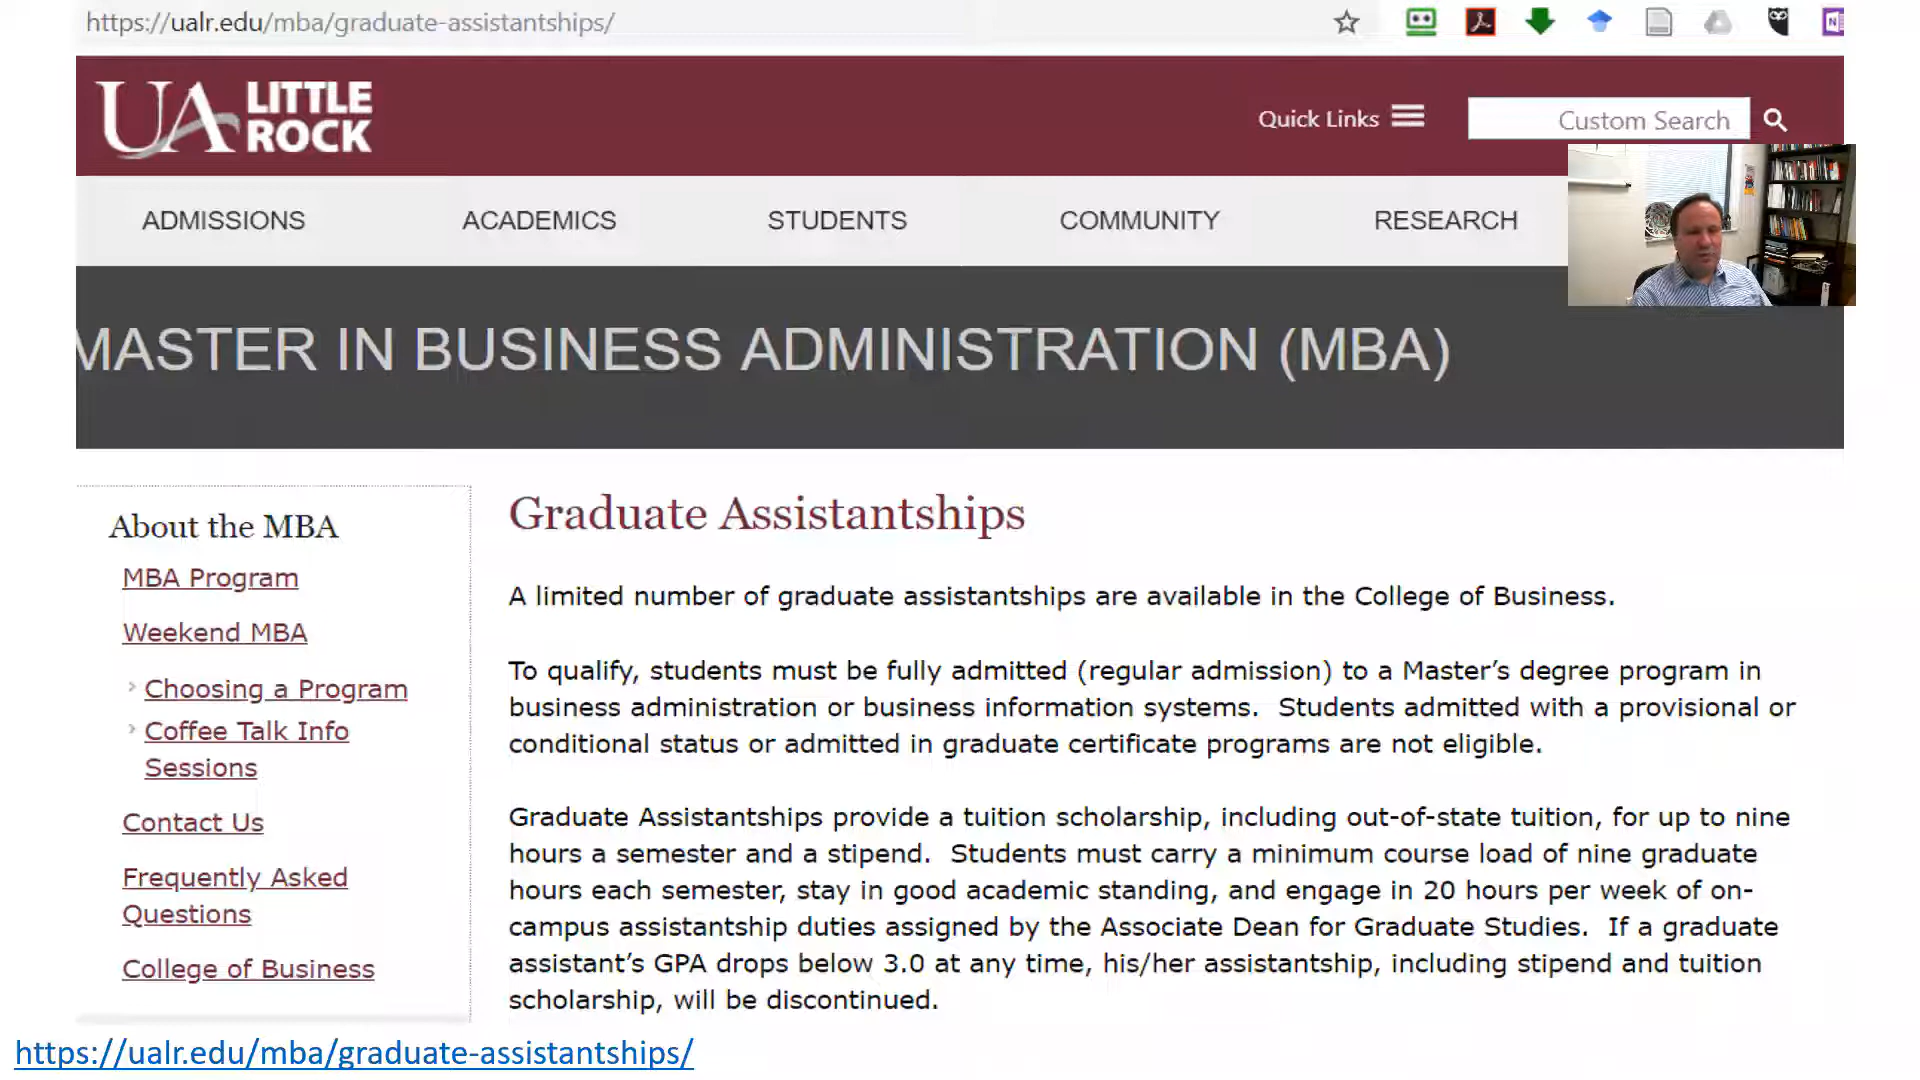 https://ualr.edu/mba/graduate-assistantships/
UA LITTLE ROCK
Quick Links
Custom Search
ADMISSIONS ACADEMICS STUDENTS COMMUNITY RESEARCH
MASTER IN BUSINESS ADMINISTRATION (MBA)
About the MBA
MBA Program
Weekend MBA
Choosing a Program
Coffee Talk Info
Sessions
Contact Us
Frequently Asked
Questions
College of Business
Graduate Assistantships
A limited number of graduate assistantships are available in the College of Business.
To qualify, students must be fully admitted (regular admission) to a Master’s degree program in
business administration or business information systems.  Students admitted with a provisional or
conditional status or admitted in graduate certificate programs are not eligible.
Graduate Assistantships provide a tuition scholarship, including out-of-state tuition, for up to nine
hours a semester and a stipend.  Students must carry a minimum course load of nine graduate
hours each semester, stay in good academic standing, and engage in 20 hours per week of on-
campus assistantship duties assigned by the Associate Dean for Graduate Studies.  If a graduate
assistant’s GPA drops below 3.0 at any time, his/her assistantship, including stipend and tuition
scholarship, will be discontinued.
https://ualr.edu/mba/graduate-assistantships/